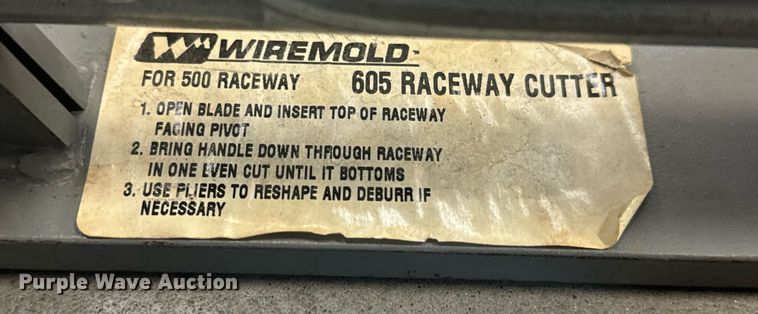 WIREMOLD
FOR 500 RACEWAY 605 RACEWAY CUTTER
1. OPEN BLADE AND INSERT TOP OF RACEWAY
FACING PIVOT
2. BRING HANDLE DOWN THROUGH RACEWAY
IN ONE EVEN CUT UNTIL IT BOTTOMS
3. USE PLIERS TO RESHAPE AND DEBURR IF
NECESSARY
Purple Wave Auction